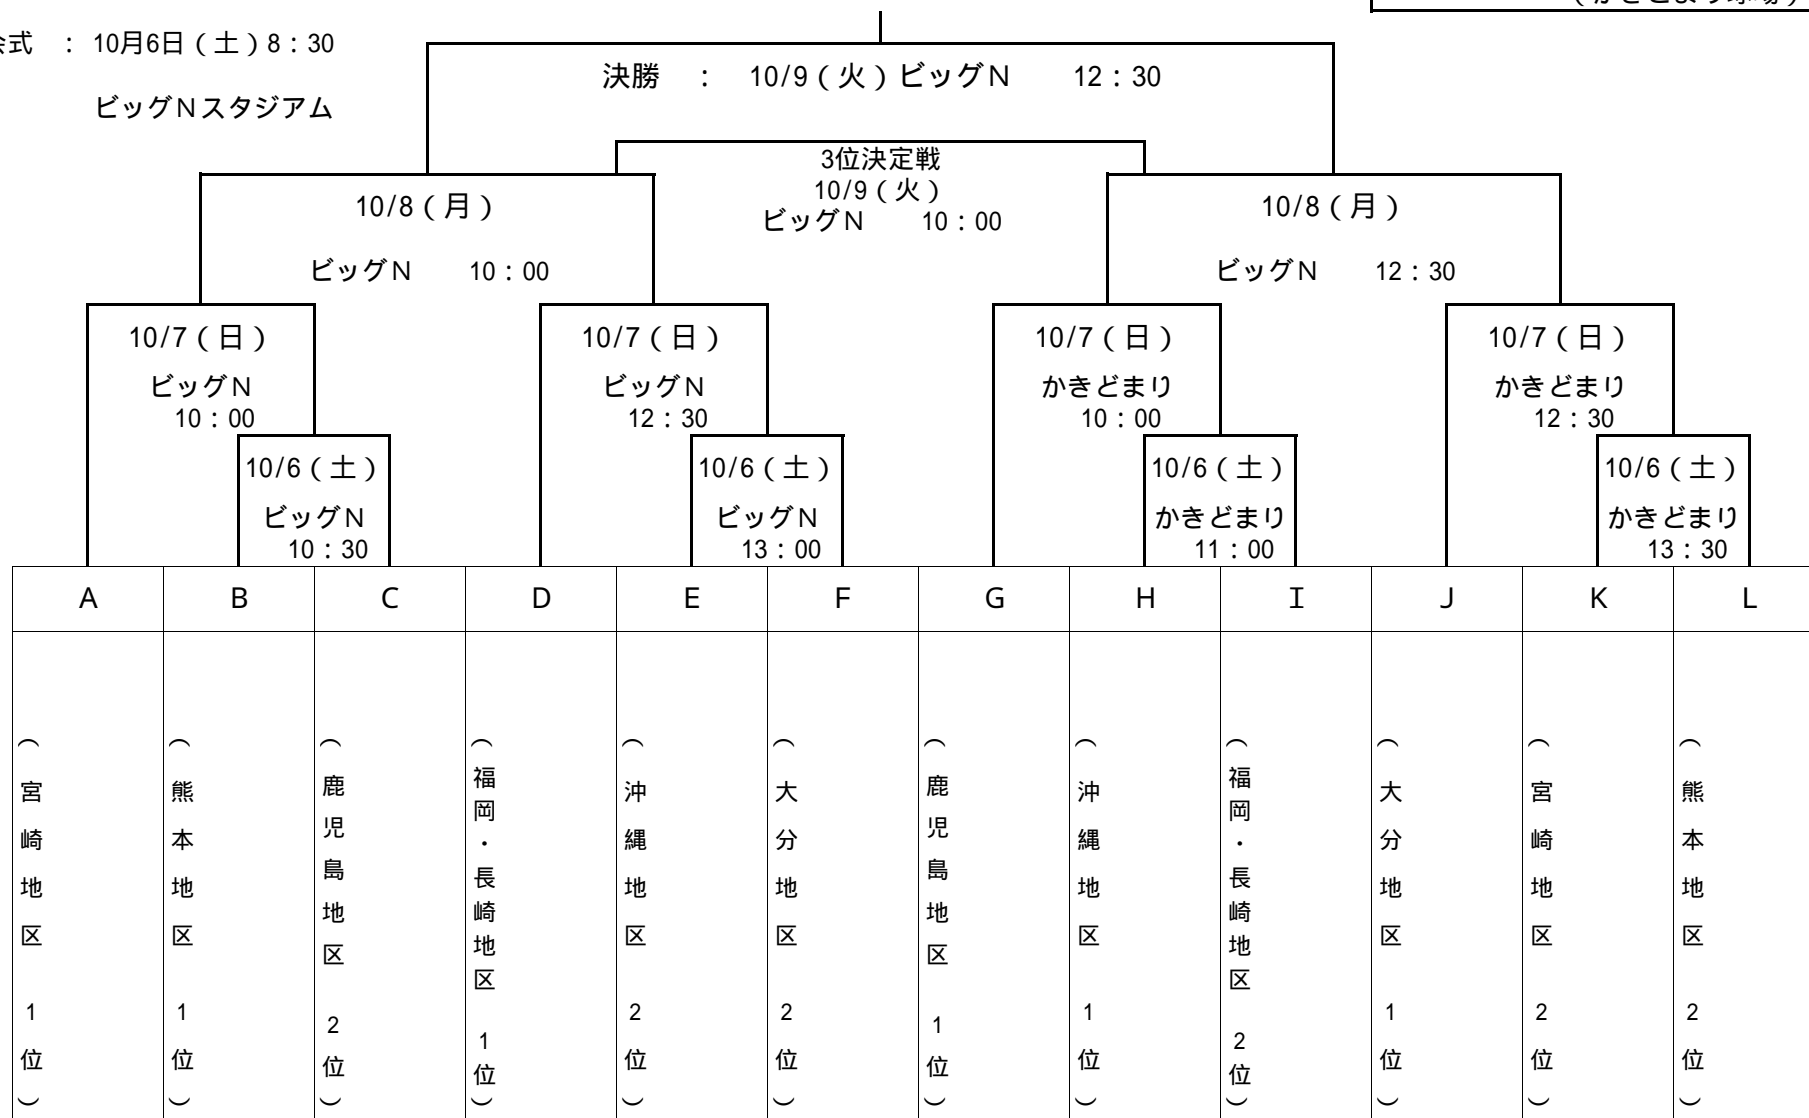 式 ： 10月6日（土）8：30
ビッグＮスタジアム
決勝 ： 10/9（火）ビッグＮ 12：30
3位決定戦
10/9（火）
ビッグＮ 10：00
10/8（月）
ビッグＮ 10：00
10/8（月）
ビッグＮ 12：30
10/7（日）
ビッグＮ
10：00
10/7（日）
ビッグＮ
12：30
10/7（日）
かきどまり
10：00
10/7（日）
かきどまり
12：30
10/6（土）
ビッグＮ
10：30
10/6（土）
ビッグＮ
13：00
10/6（土）
かきどまり
11：00
10/6（土）
かきどまり
13：30
A B C D E F G H I J K L
（宮崎地区 1位）
（熊本地区 1位）
（鹿児島地区 2位）
（福岡・長崎地区 1位）
（沖縄地区 2位）
（大分地区 2位）
（鹿児島地区 1位）
（沖縄地区 1位）
（福岡・長崎地区 2位）
（大分地区 1位）
（宮崎地区 2位）
（熊本地区 2位）